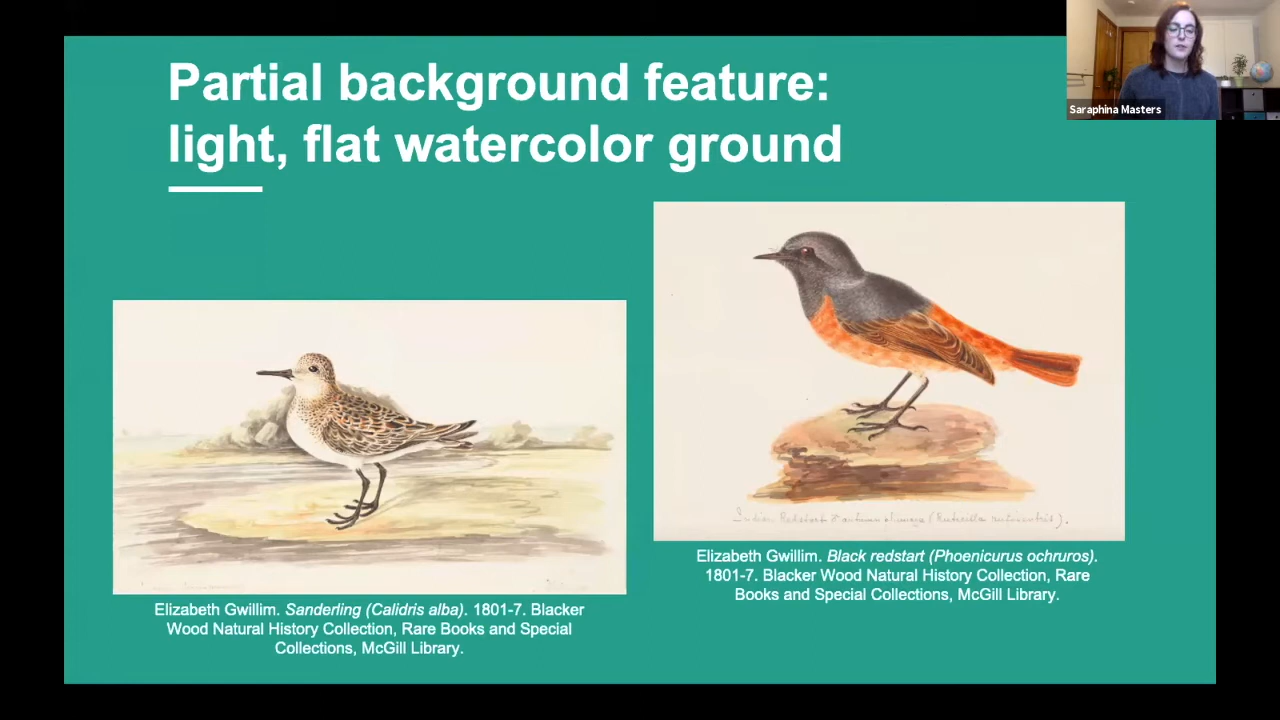 Partial background feature:
light, flat watercolor ground
Saraphina Masters
Indian Redstart
Elizabeth Gwillim. Black redstart (Phoenicurus ochruros).
1801-7. Blacker Wood Natural History Collection, Rare
Books and Special Collections, McGill Library.
Elizabeth Gwillim. Sanderling (Calidris alba). 1801-7. Blacker
Wood Natural History Collection, Rare Books and Special
Collections, McGill Library.